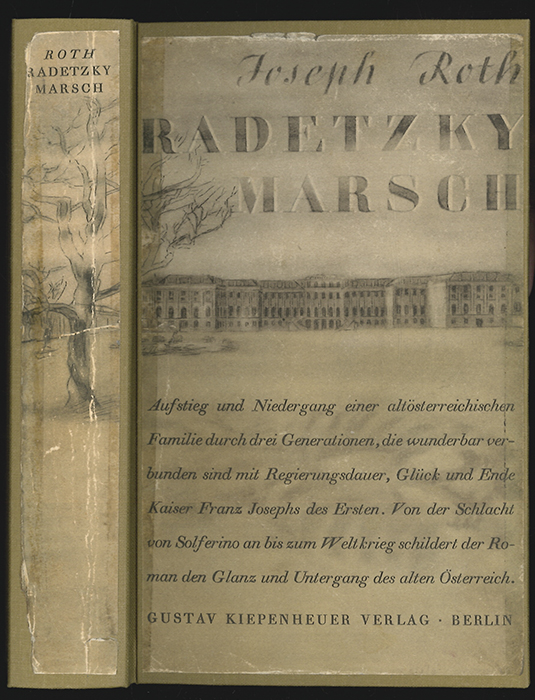 ROTH
RADETZKY
MARSCH
Joseph Roth
RADETZKY
MARSCH
Aufstieg und Niedergang einer altösterreichischen
Familie durch drei Generationen, die wunderbar ver-
bunden sind mit Regierungsdauer, Glück und Ende
Kaiser Franz Josephs des Ersten. Von der Schlacht
von Solferino an bis zum Weltkrieg schildert der Ro-
man den Glanz und Untergang des alten Österreich.
GUSTAV KIEPENHEUER VERLAG · BERLIN